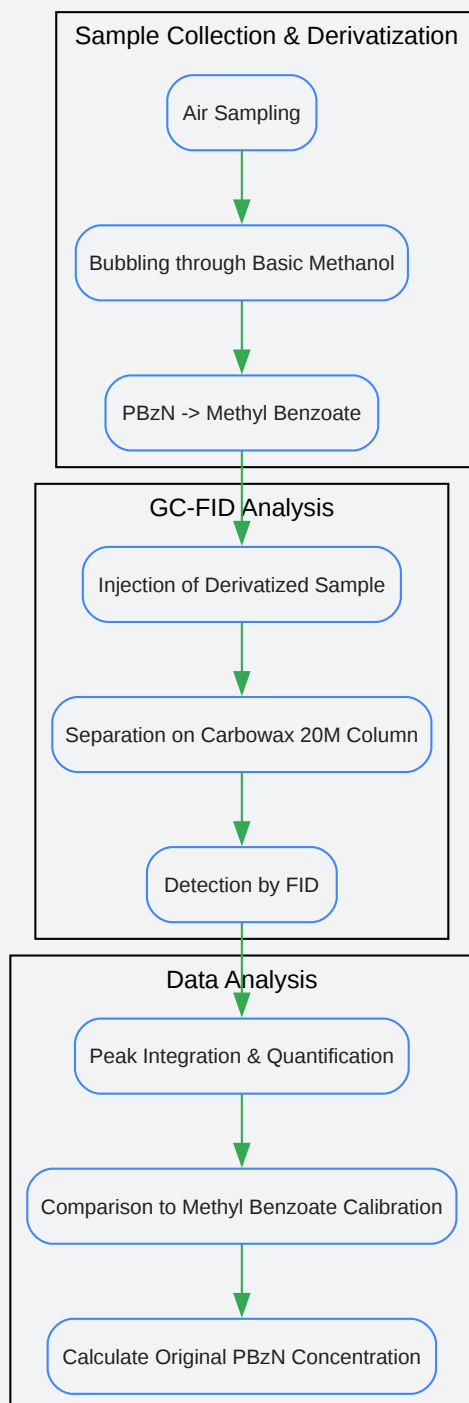 Sample Collection & Derivatization
Air Sampling
Bubbling through Basic Methanol
PBzN -> Methyl Benzoate
GC-FID Analysis
Injection of Derivatized Sample
Separation on Carbowax 20M Column
Detection by FID
Data Analysis
Peak Integration & Quantification
Comparison to Methyl Benzoate Calibration
Calculate Original PBzN Concentration